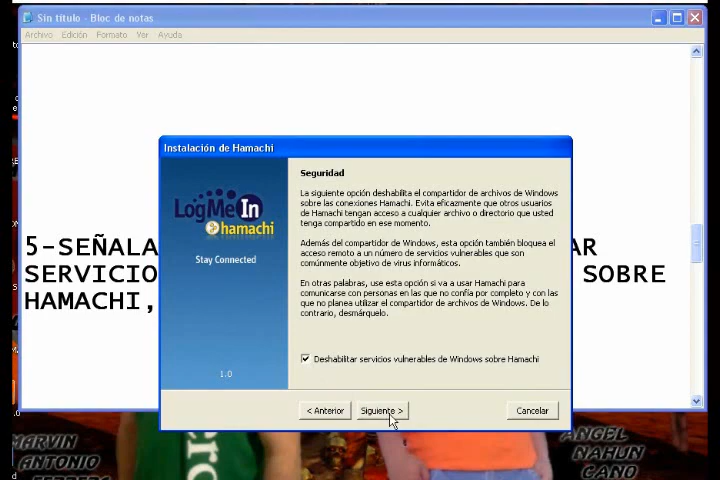 Sin título - Bloc de notas
Archivo Edición Formato Ver Ayuda
Instalación de Hamachi
LogMeIn
hamachi
Stay Connected
1.0
Seguridad
La siguiente opción deshabilita el compartidor de archivos de Windows
sobre las conexiones Hamachi. Evita eficazmente que otros usuarios
de Hamachi tengan acceso a cualquier archivo o directorio que usted
tenga compartido en ese momento.
Además del compartidor de Windows, esta opción también bloquea el
acceso remoto a un número de servicios vulnerables que son
comúnmente objetivo de virus informáticos.
En otras palabras, use esta opción si va a usar Hamachi para
comunicarse con personas en las que no confía por completo y con las
que no planea utilizar el compartidor de archivos de Windows. De lo
contrario, desmárquelo.
Deshabilitar servicios vulnerables de Windows sobre Hamachi
< Anterior Siguiente > Cancelar
5-SEÑALA AR
SERVICIO SOBRE
HAMACHI,
MARVIN
ANTONIO
ANGEL
NAHUN
CANO